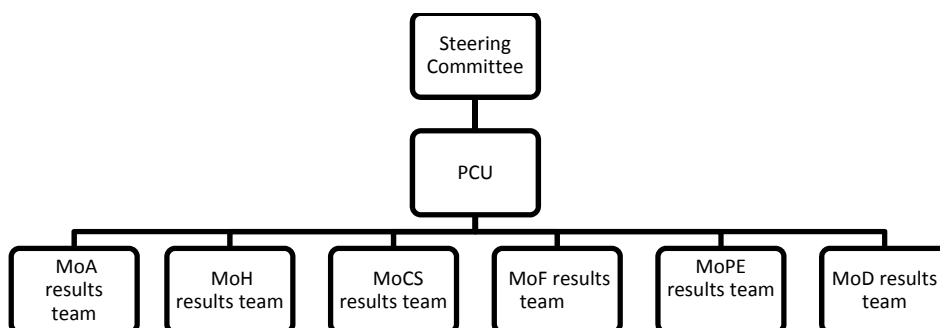 Steering
Committee
PCU
MoA
results
team
MoH
results team
MoCS
results team
MoF results
team
MoPE
results team
MoD results
team